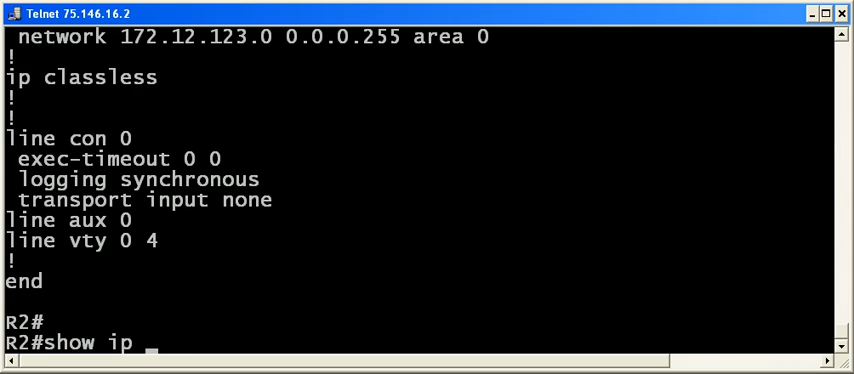 Telnet 75.146.16.2
network 172.12.123.0 0.0.0.255 area 0
!
ip classless
!
!
line con 0
exec-timeout 0 0
logging synchronous
transport input none
line aux 0
line vty 0 4
!
end
R2#
R2#show ip _